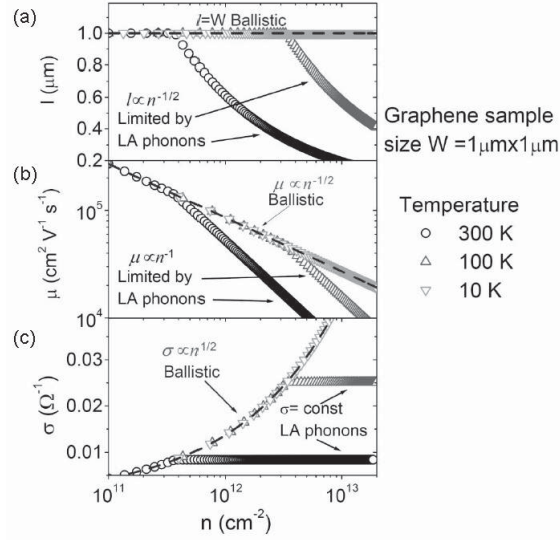 (a)
l=W Ballistic
1.0
0.8
0.6
0.4
0.2
l (μm)
l∝n^-1/2
Limited by
LA phonons
Graphene sample
size W =1μmx1μm
(b)
10^5
10^4
μ (cm^2 V^-1 s^-1)
μ ∝n^-1/2
Ballistic
μ∝n^-1
Limited by
LA phonons
Temperature
300 K
100 K
10 K
(c)
0.03
0.02
0.01
σ (Ω^-1)
σ∝n^1/2
Ballistic
σ= const
LA phonons
10^11
10^12
10^13
n (cm^-2)